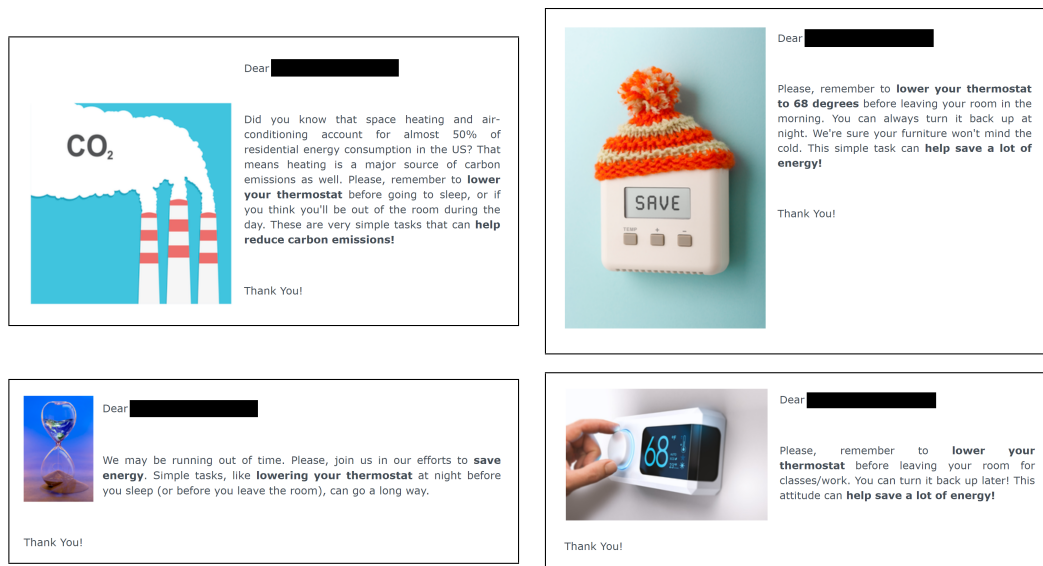 Dear
CO2
Did you know that space heating and air-
conditioning account for almost 50% of
residential energy consumption in the US? That
means heating is a major source of carbon
emissions as well. Please, remember to lower
your thermostat before going to sleep, or if
you think you'll be out of the room during the
day. These are very simple tasks that can help
reduce carbon emissions!
Thank You!
Dear
Please, remember to lower your thermostat
to 68 degrees before leaving your room in the
morning. You can always turn it back up at
night. We're sure your furniture won't mind the
cold. This simple task can help save a lot of
energy!
SAVE
TEMP + −
Thank You!
Dear
We may be running out of time. Please, join us in our efforts to save
energy. Simple tasks, like lowering your thermostat at night before
you sleep (or before you leave the room), can go a long way.
Thank You!
Dear
68
Please, remember to lower your
thermostat before leaving your room for
classes/work. You can turn it back up later! This
attitude can help save a lot of energy!
Thank You!